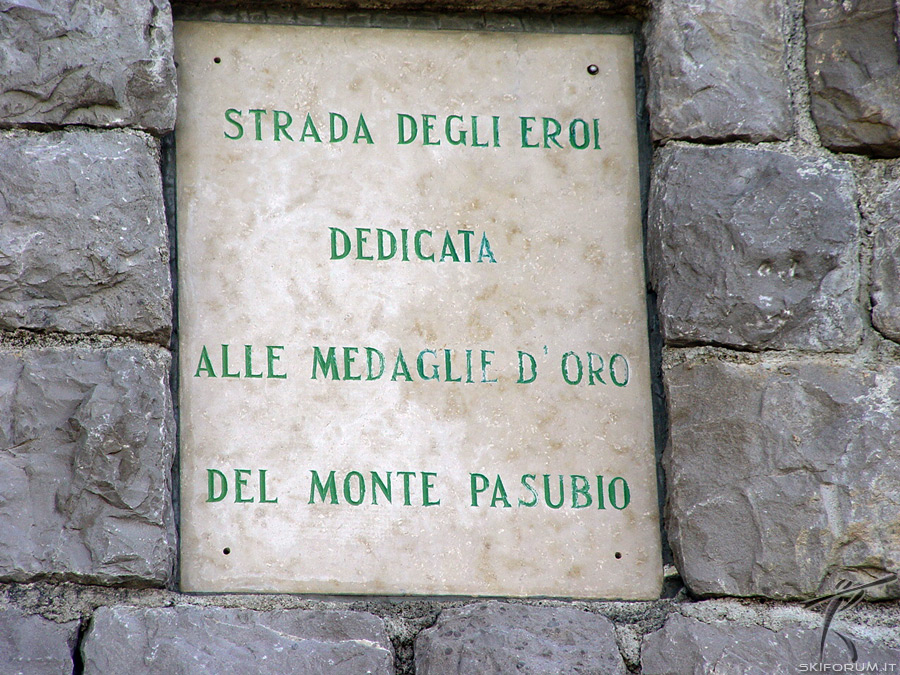 STRADA DEGLI EROI
DEDICATA
ALLE MEDAGLIE D'ORO
DEL MONTE PASUBIO
SKIFORUM.IT